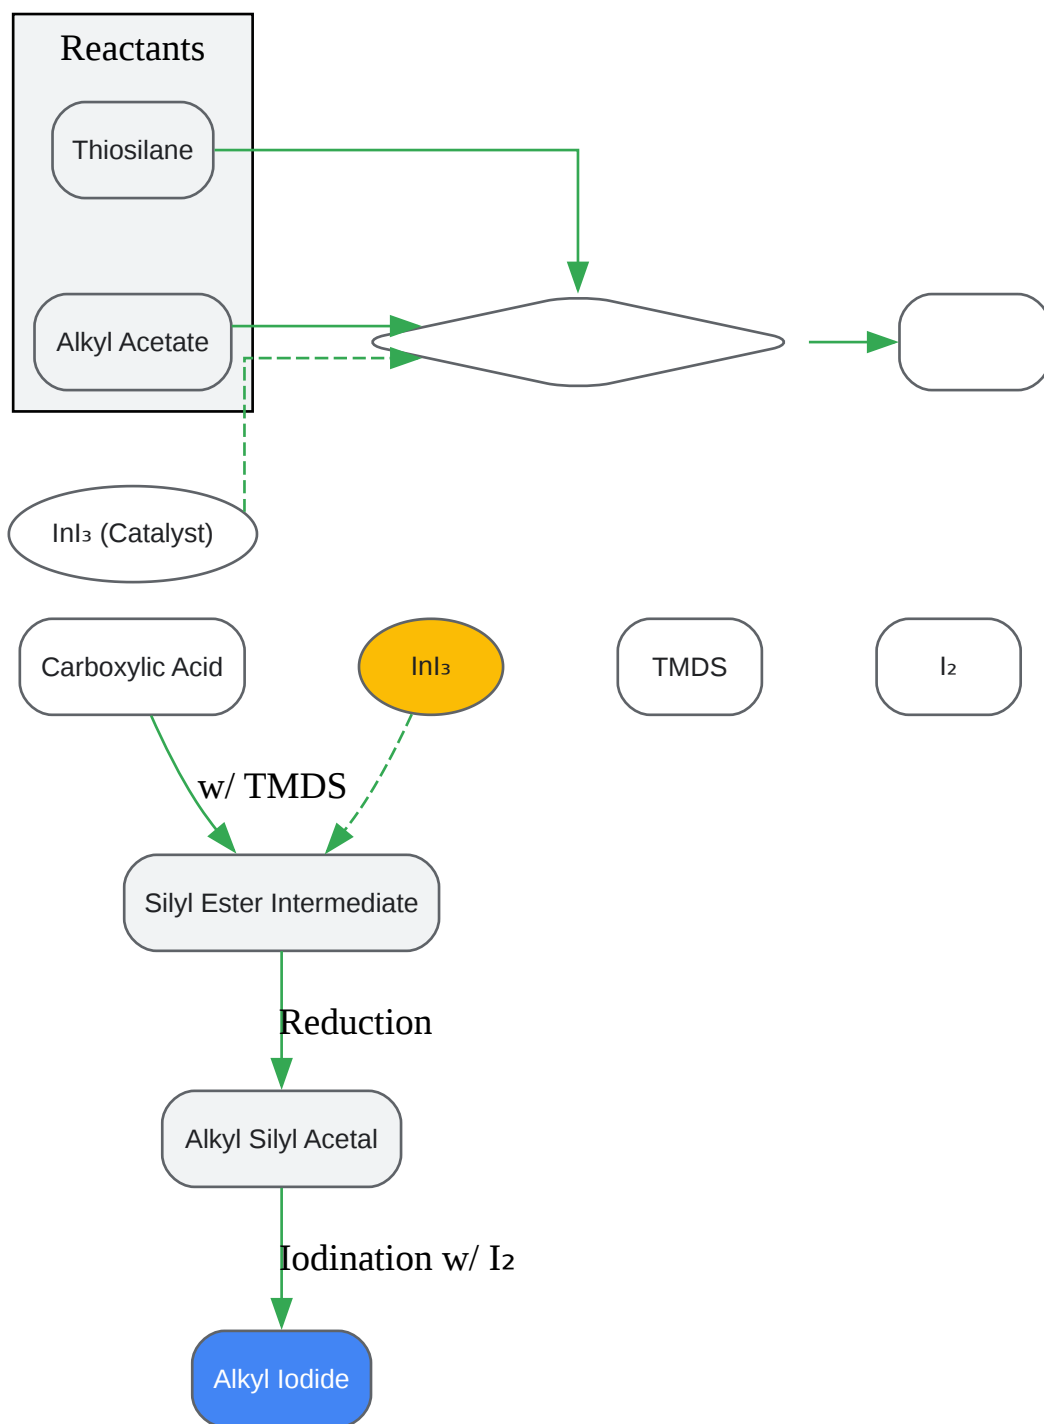 Reactants
Thiosilane
Alkyl Acetate
InI₃ (Catalyst)
Carboxylic Acid
InI₃
TMDS
I₂
w/ TMDS
Silyl Ester Intermediate
Reduction
Alkyl Silyl Acetal
Iodination w/ I₂
Alkyl Iodide